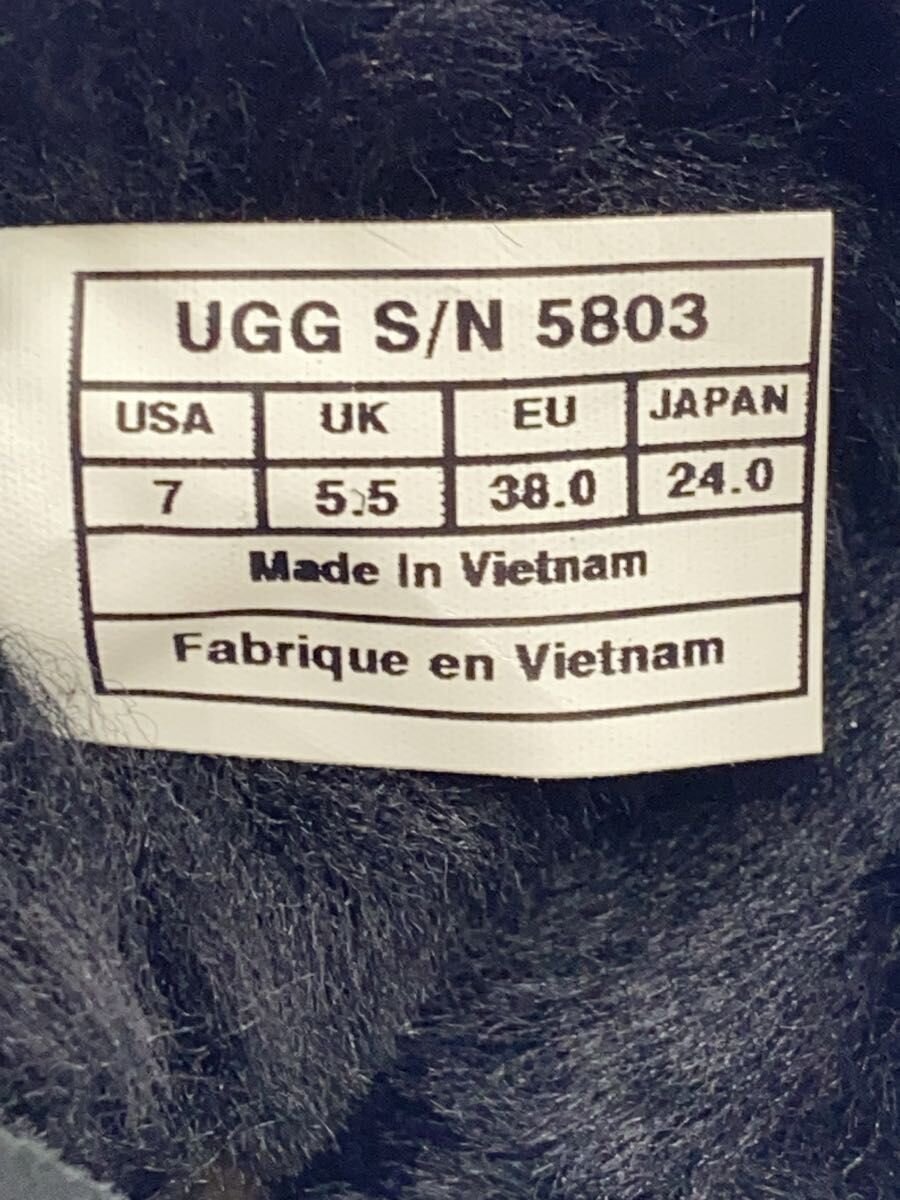 UGG S/N 5803
USA UK EU JAPAN
7 5.5 38.0 24.0
Made In Vietnam
Fabrique en Vietnam